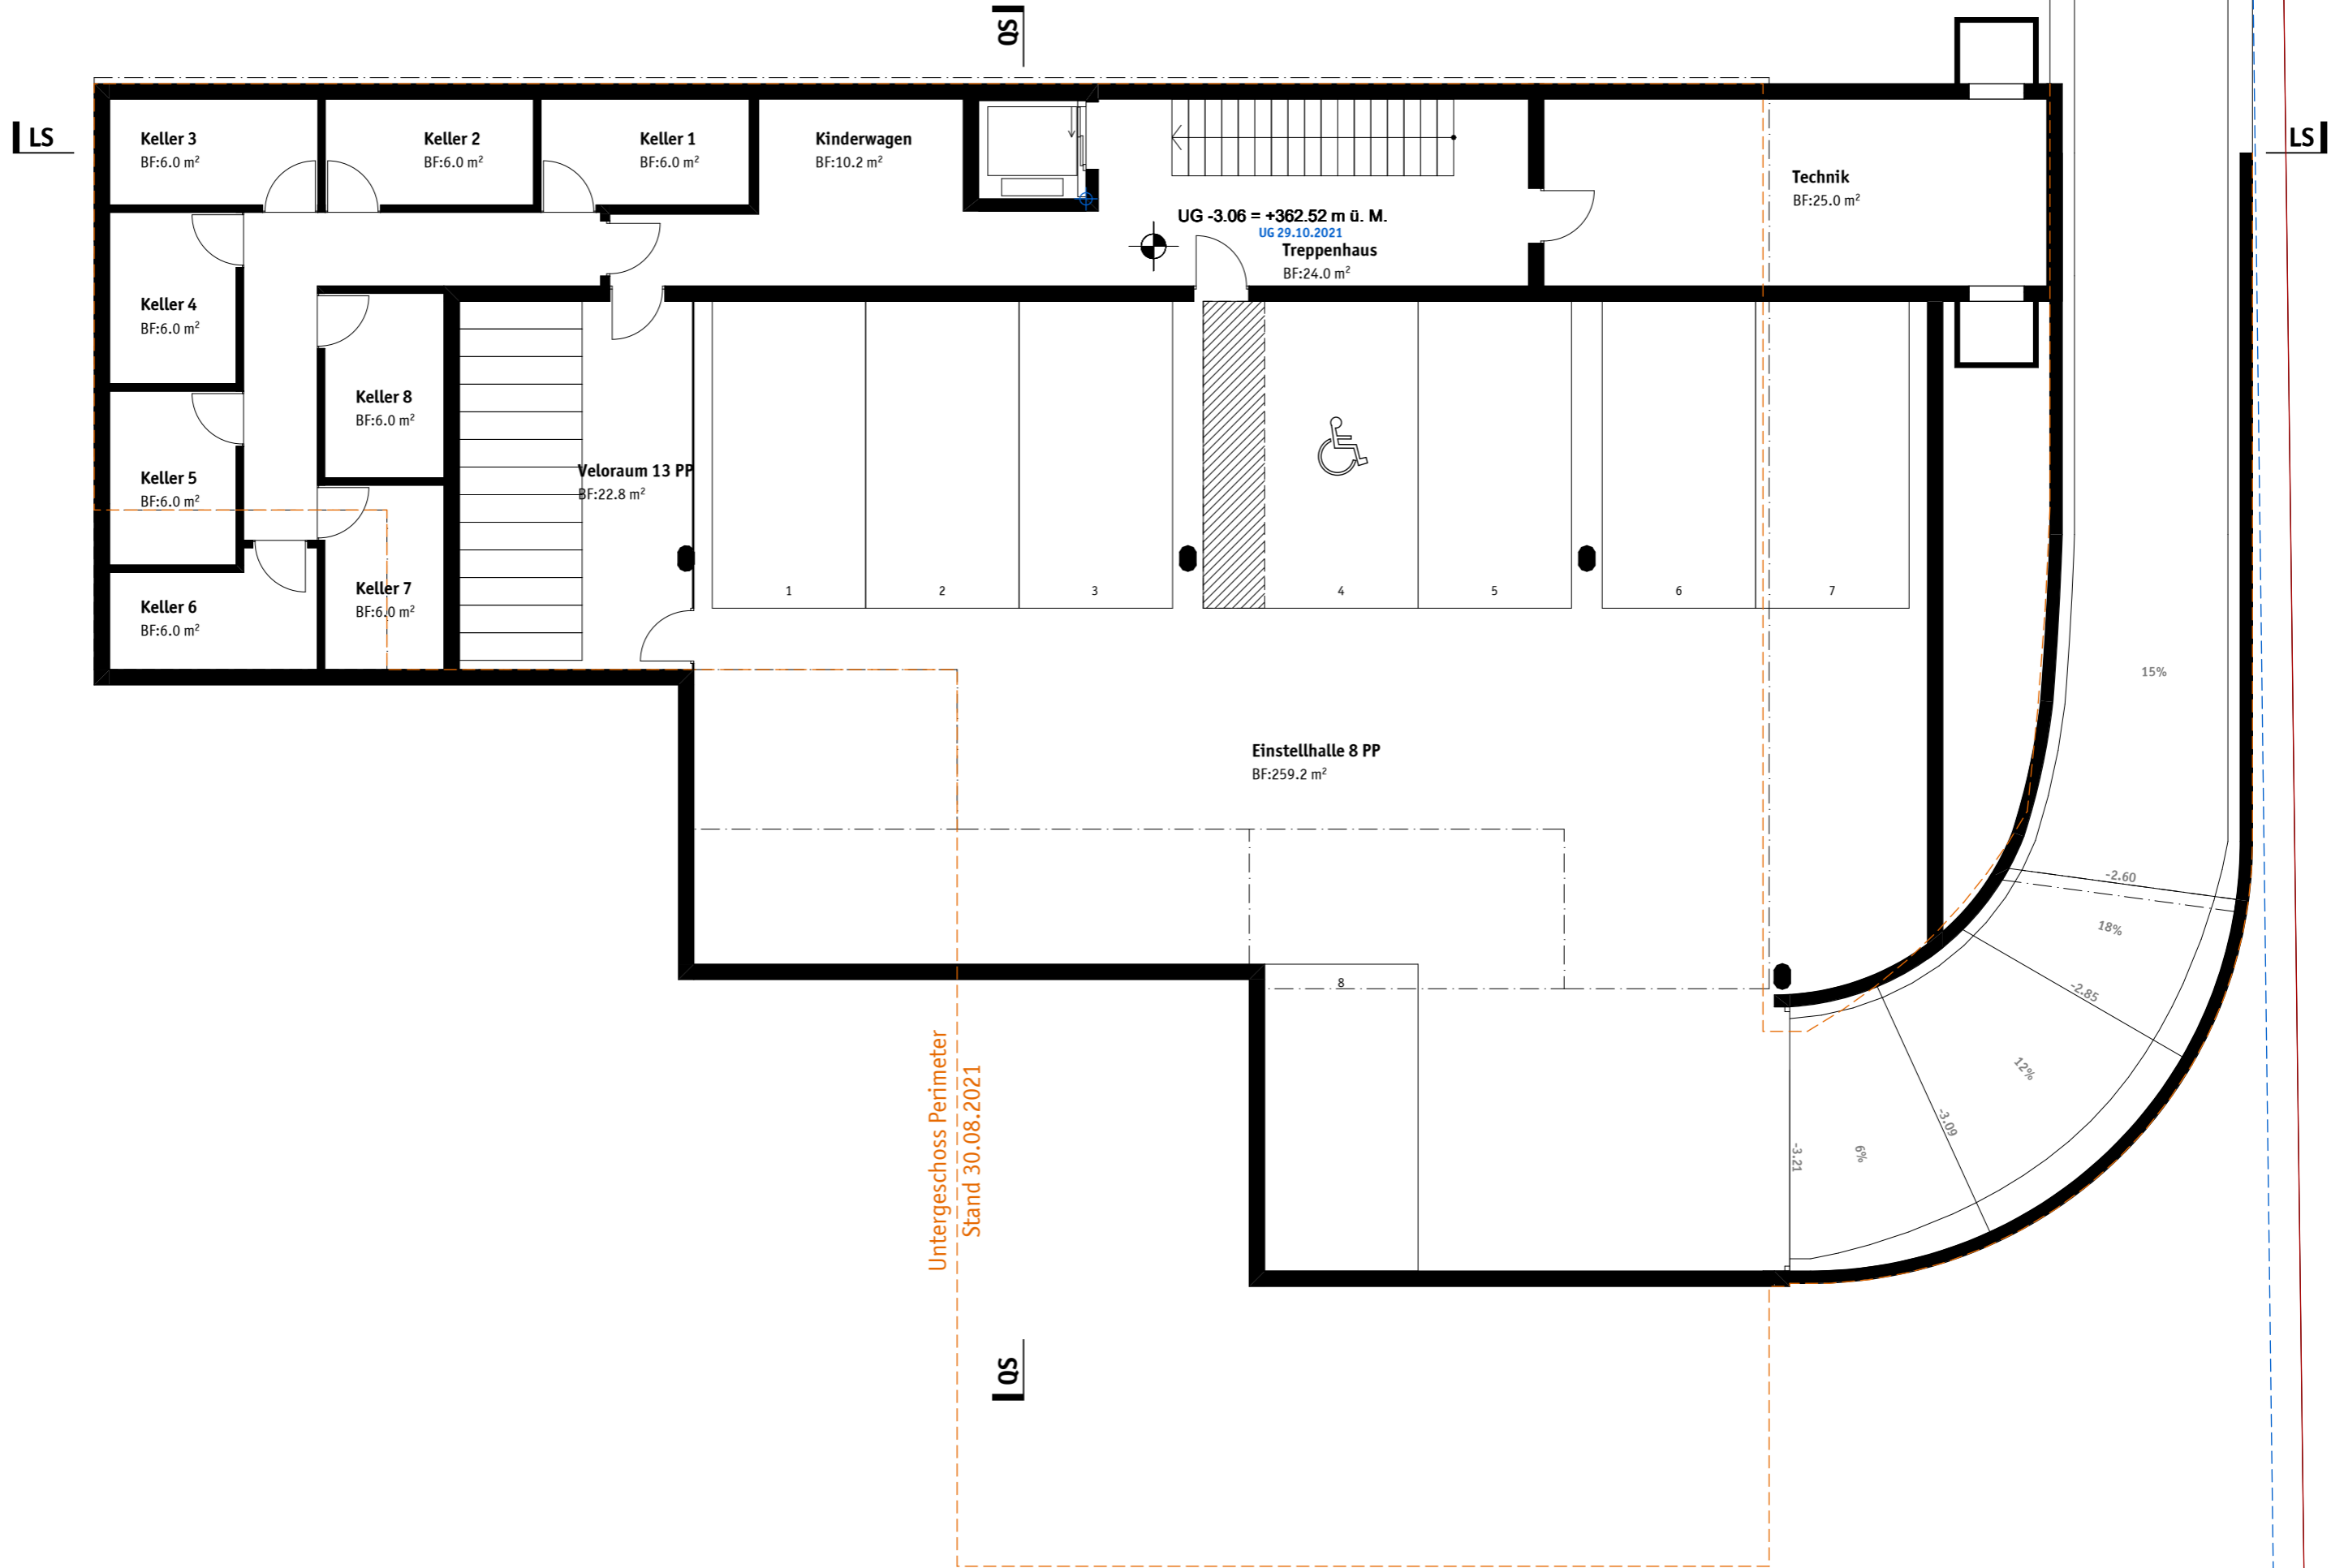 QS
LS
LS
Keller 3
BF:6.0 m²
Keller 2
BF:6.0 m²
Keller 1
BF:6.0 m²
Kinderwagen
BF:10.2 m²
Technik
BF:25.0 m²
UG -3.06 = +362.52 m ü. M.
UG 29.10.2021
Treppenhaus
BF:24.0 m²
Keller 4
BF:6.0 m²
Keller 8
BF:6.0 m²
Keller 5
BF:6.0 m²
Veloraum 13 PP
BF:22.8 m²
Keller 7
BF:6.0 m²
Keller 6
BF:6.0 m²
1
2
3
4
5
6
7
15%
Einstellhalle 8 PP
BF:259.2 m²
-2.60
18%
8
-2.85
12%
-3.09
6%
-3.21
Untergeschoss Perimeter
Stand 30.08.2021
QS